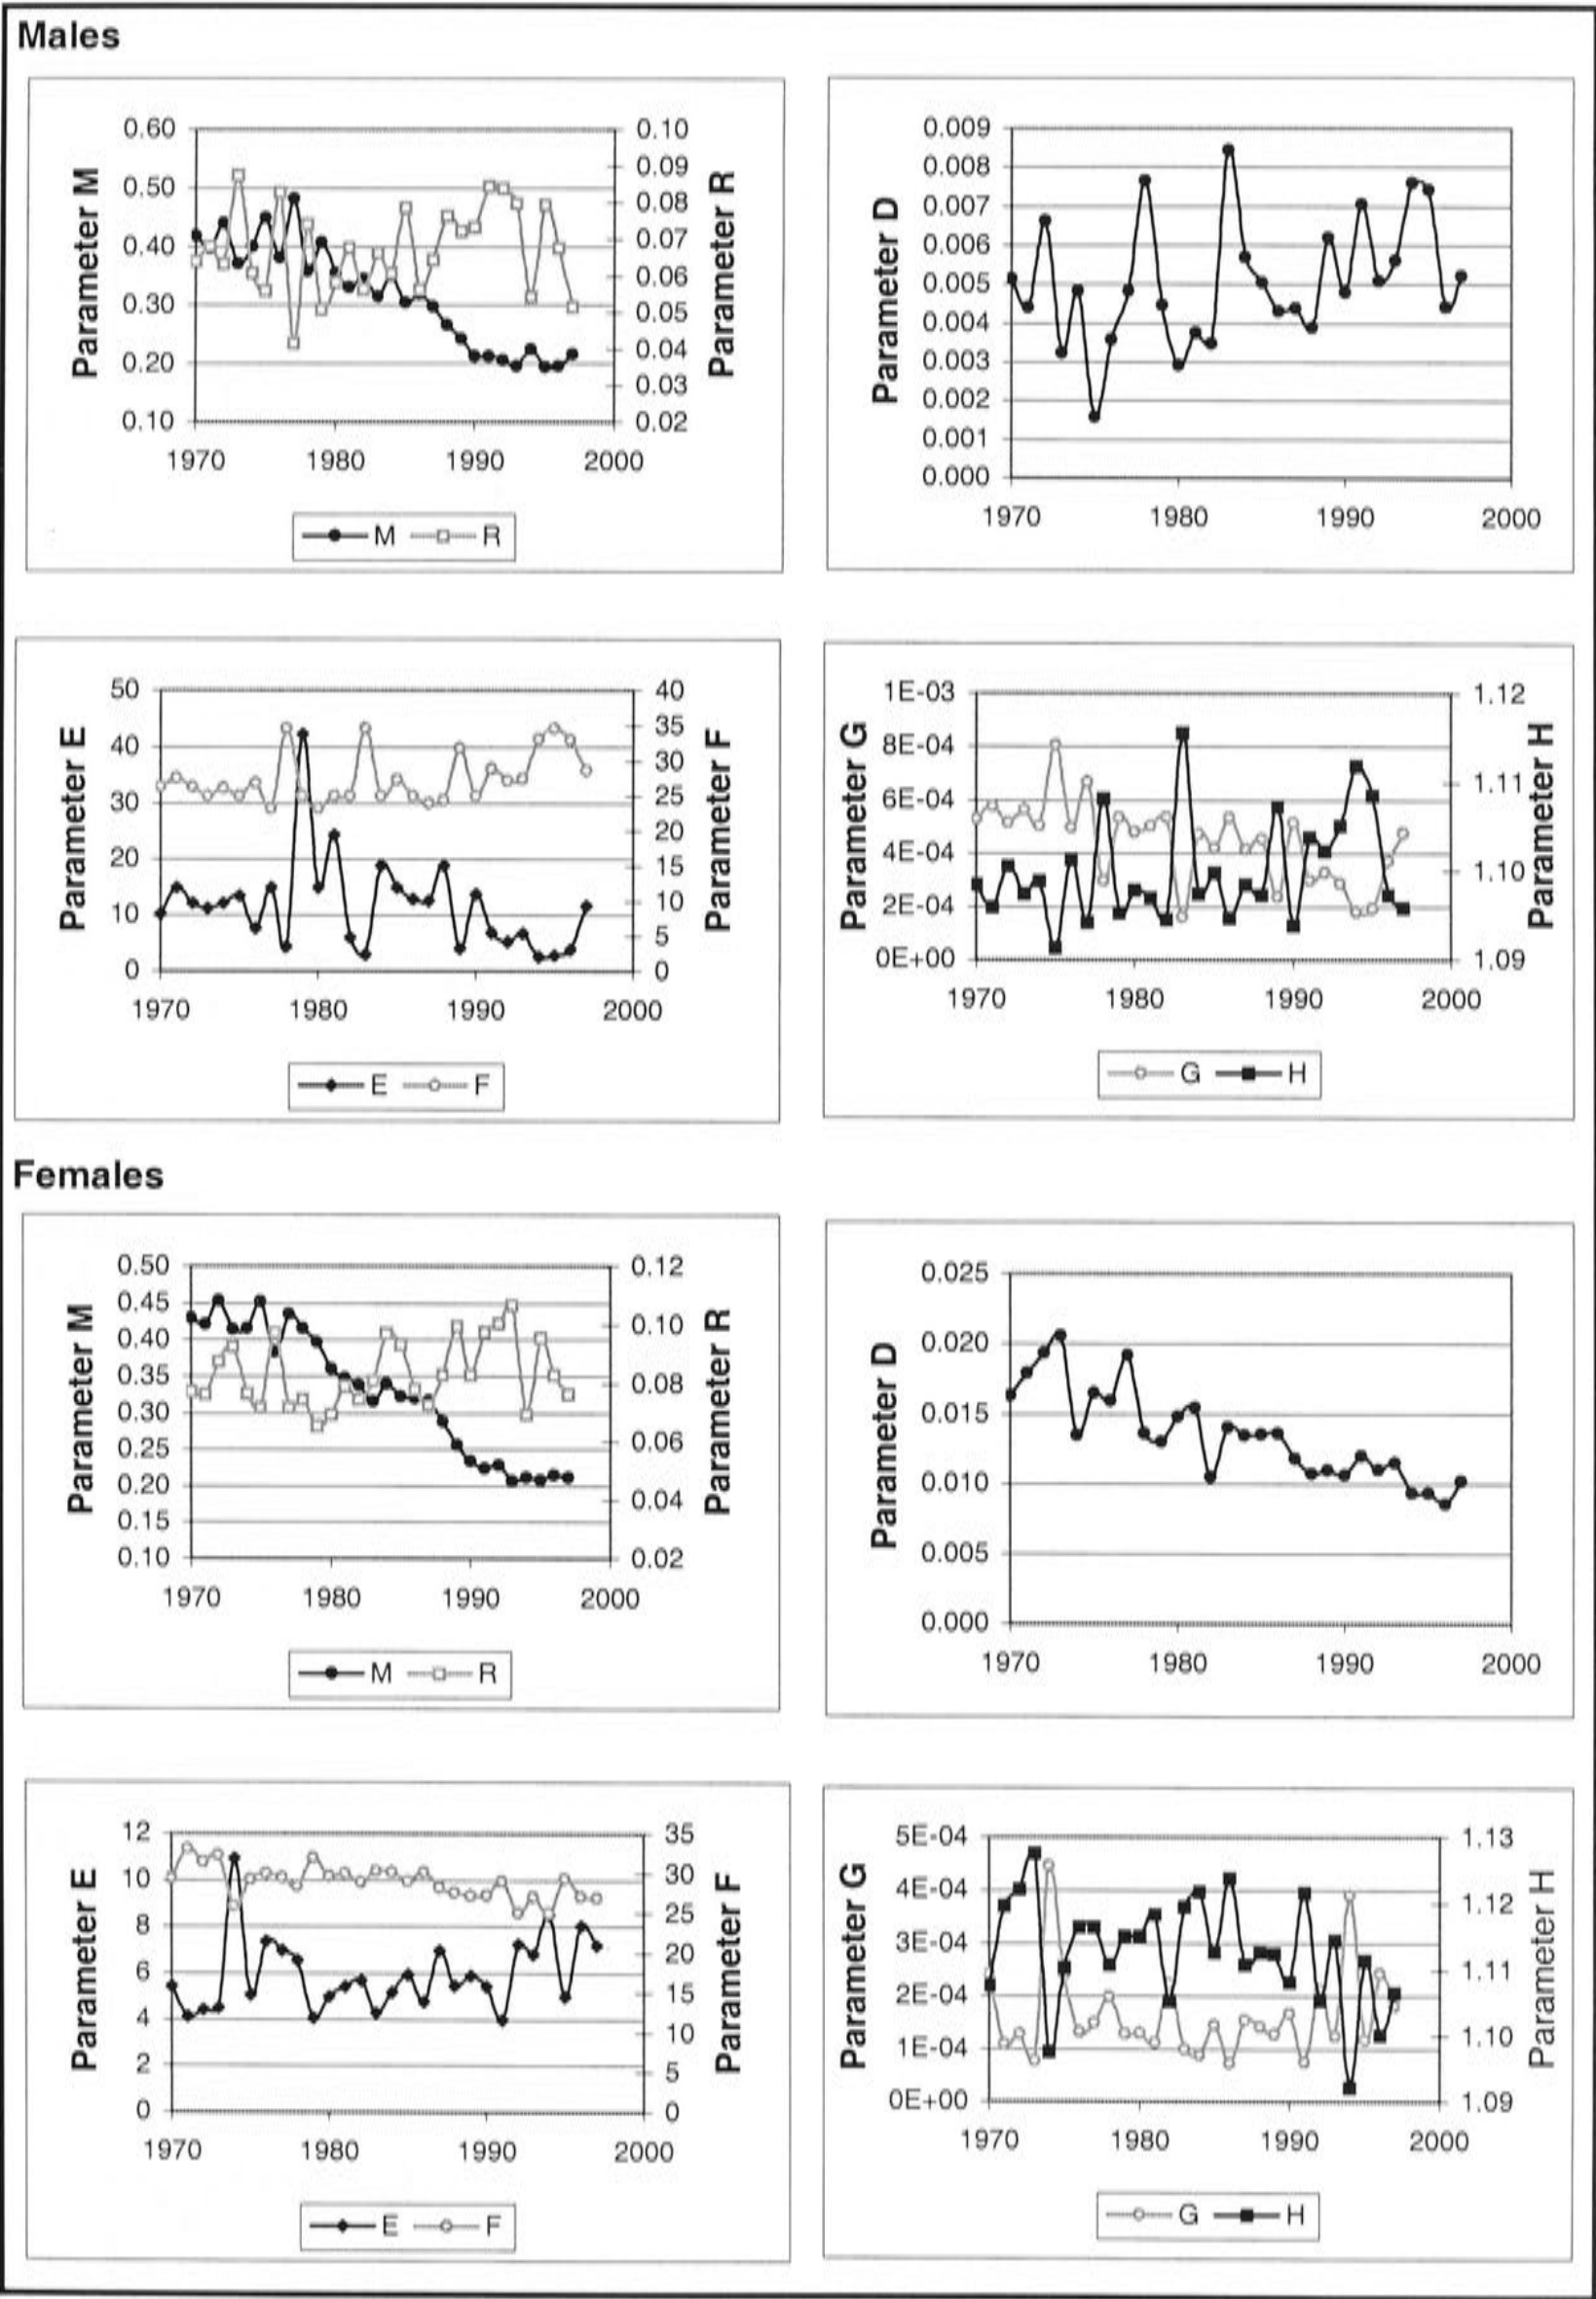 Males
Parameter M
0.60
0.50
0.40
0.30
0.20
0.10
0.10
0.09
0.08
0.07
0.06
0.05
0.04
0.03
0.02
Parameter R
1970 1980 1990 2000
M R
Parameter D
0.009
0.008
0.007
0.006
0.005
0.004
0.003
0.002
0.001
0.000
1970 1980 1990 2000
Parameter E
50
40
30
20
10
0
40
35
30
25
20
15
10
5
0
Parameter F
1970 1980 1990 2000
E F
Parameter G
1E-03
8E-04
6E-04
4E-04
2E-04
0E+00
1.12
1.11
1.10
1.09
Parameter H
1970 1980 1990 2000
G H
Females
Parameter M
0.50
0.45
0.40
0.35
0.30
0.25
0.20
0.15
0.10
0.12
0.10
0.08
0.06
0.04
0.02
Parameter R
1970 1980 1990 2000
M R
Parameter D
0.025
0.020
0.015
0.010
0.005
0.000
1970 1980 1990 2000
Parameter E
12
10
8
6
4
2
0
35
30
25
20
15
10
5
0
Parameter F
1970 1980 1990 2000
E F
Parameter G
5E-04
4E-04
3E-04
2E-04
1E-04
0E+00
1.13
1.12
1.11
1.10
1.09
Parameter H
1970 1980 1990 2000
G H